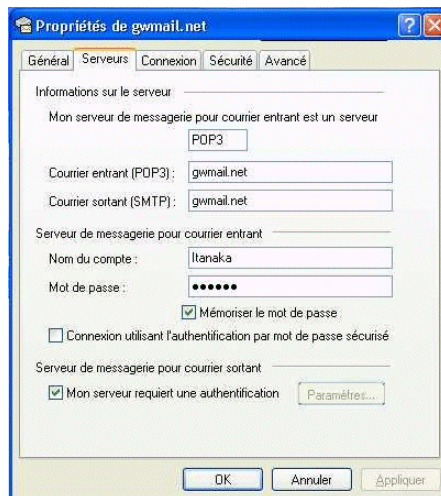 Propriétés de gwmail.net
Général Serveurs Connexion Sécurité Avancé
Informations sur le serveur
Mon serveur de messagerie pour courrier entrant est un serveur
POP3
Courrier entrant (POP3) : gwmail.net
Courrier sortant (SMTP) : gwmail.net
Serveur de messagerie pour courrier entrant
Nom du compte : ltanaka
Mot de passe : ••••••
Mémoriser le mot de passe
Connexion utilisant l'authentification par mot de passe sécurisé
Serveur de messagerie pour courrier sortant
Mon serveur requiert une authentification Paramètres...
OK Annuler Appliquer